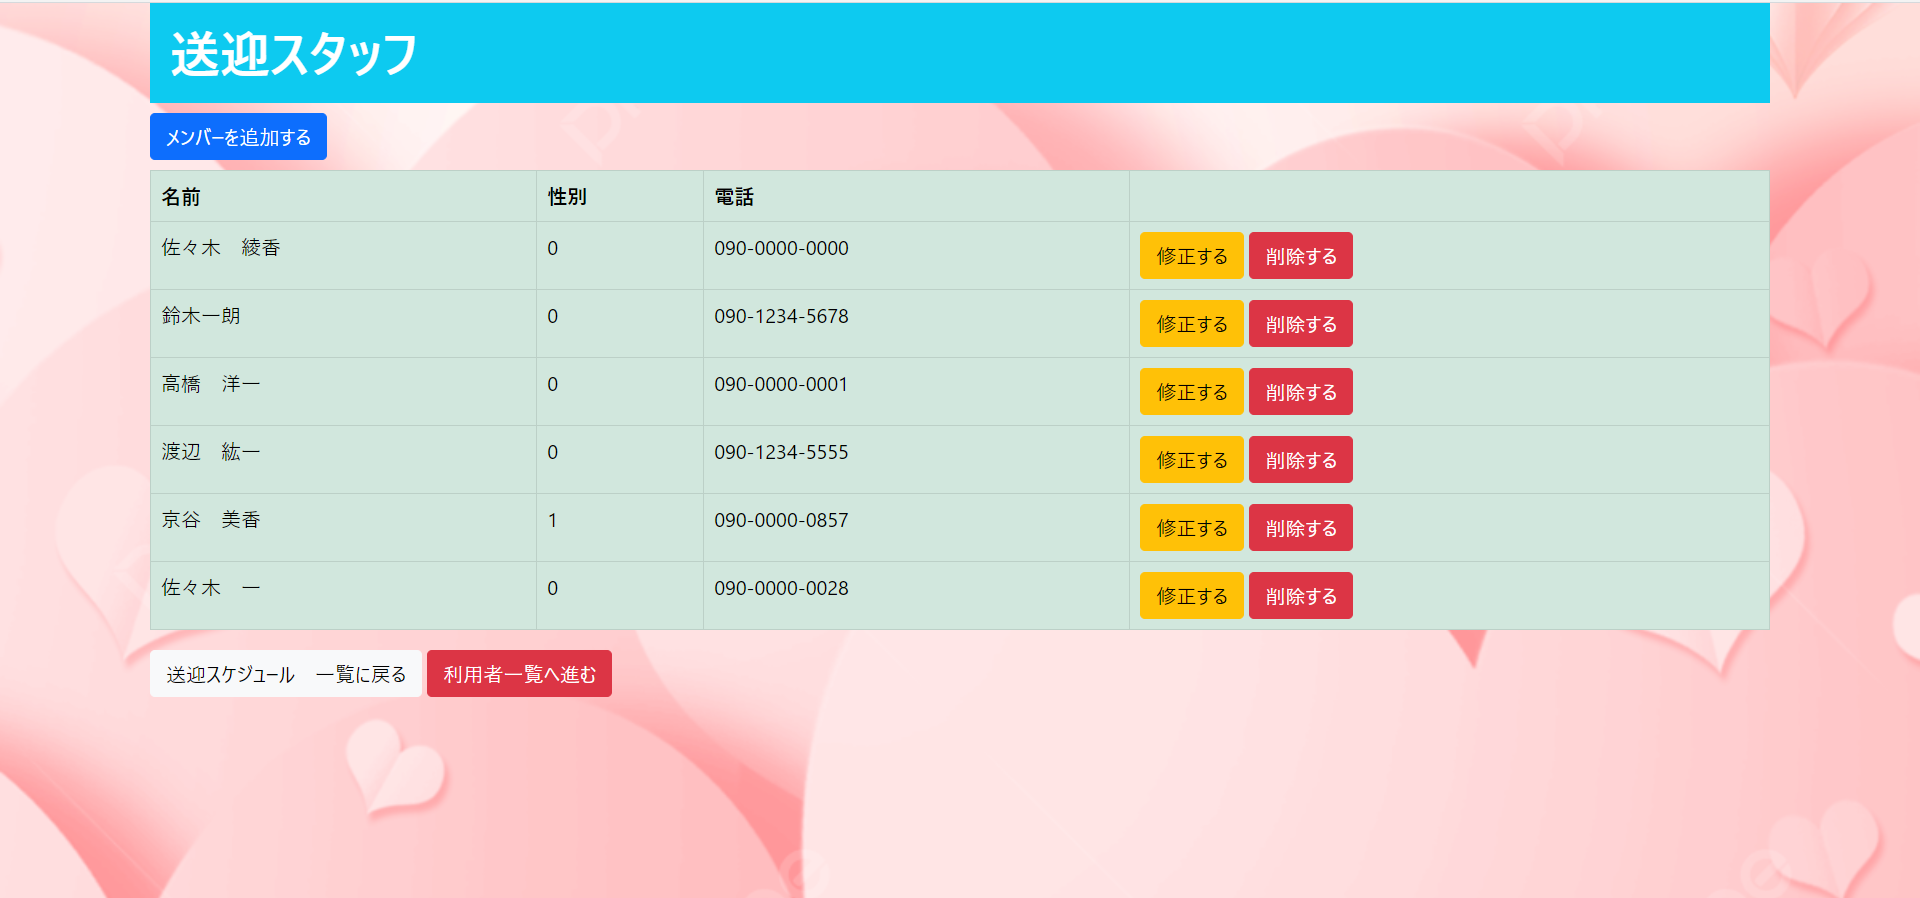 送迎スタッフ
メンバーを追加する
名前 性別 電話
佐々木　綾香 0 090-0000-0000 修正する 削除する
鈴木一朗 0 090-1234-5678 修正する 削除する
高橋　洋一 0 090-0000-0001 修正する 削除する
渡辺　紘一 0 090-1234-5555 修正する 削除する
京谷　美香 1 090-0000-0857 修正する 削除する
佐々木　一 0 090-0000-0028 修正する 削除する
送迎スケジュール　一覧に戻る 利用者一覧へ進む